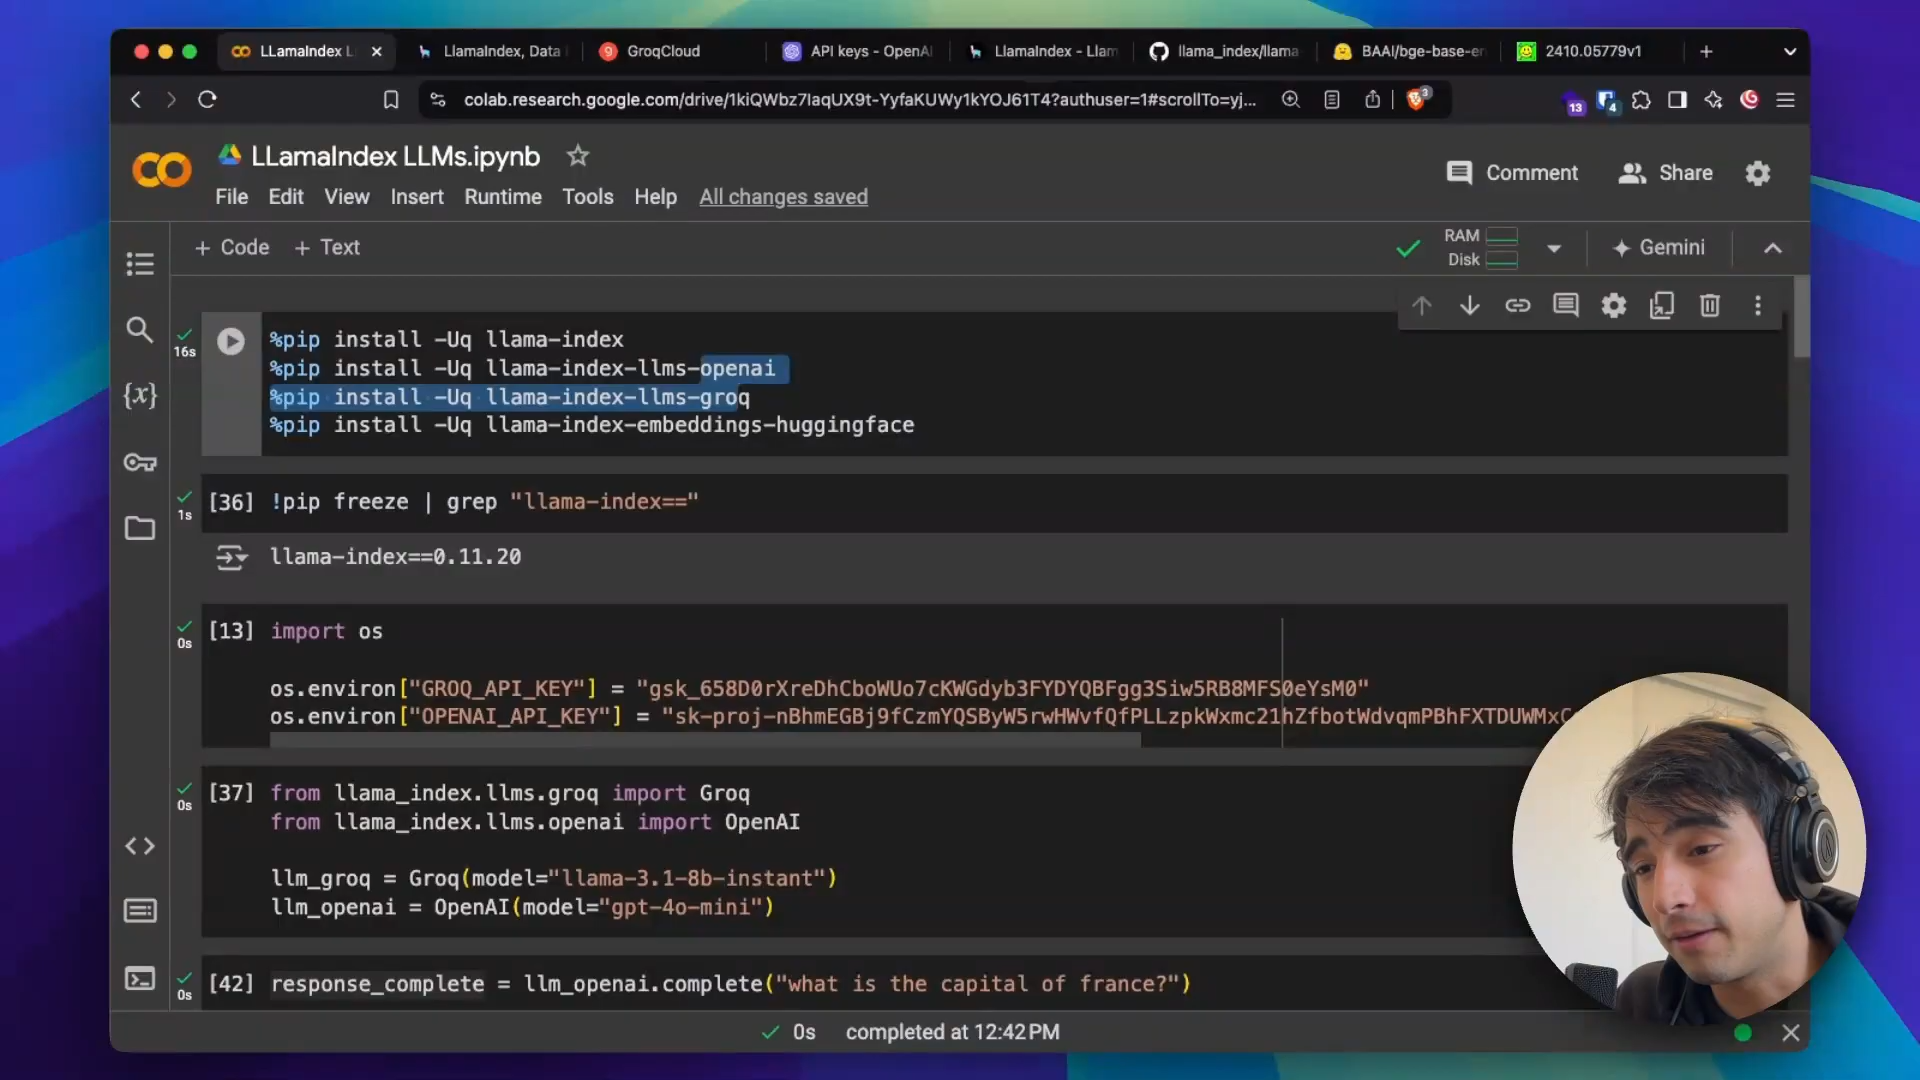 LLamaIndex L
LlamaIndex, Data
GroqCloud
API keys - OpenAI
LlamaIndex - Llam
llama_index/llama
BAAI/bge-base-en
2410.05779v1
colab.research.google.com/drive/1kiQWbz7IaqUX9t-YyfaKUWy1kYOJ61T4?authuser=1#scrollTo=yj...
3
13
4
LLamaIndex LLMs.ipynb
Comment
Share
File Edit View Insert Runtime Tools Help All changes saved
+ Code + Text
RAM
Disk
Gemini
16s
%pip install -Uq llama-index
%pip install -Uq llama-index-llms-openai
%pip install -Uq llama-index-llms-groq
%pip install -Uq llama-index-embeddings-huggingface
1s
[36] !pip freeze | grep "llama-index=="
llama-index==0.11.20
0s
[13] import os
os.environ["GROQ_API_KEY"] = "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"
os.environ["OPENAI_API_KEY"] = "sk-proj-nBhmEGBj9fCzmYQSByW5rwHWvfQfPLLzpkWxmc21hZfbotWdvqmPBhFXTDUWMxC
0s
[37] from llama_index.llms.groq import Groq
from llama_index.llms.openai import OpenAI
llm_groq = Groq(model="llama-3.1-8b-instant")
llm_openai = OpenAI(model="gpt-4o-mini")
0s
[42] response_complete = llm_openai.complete("what is the capital of france?")
0s completed at 12:42 PM